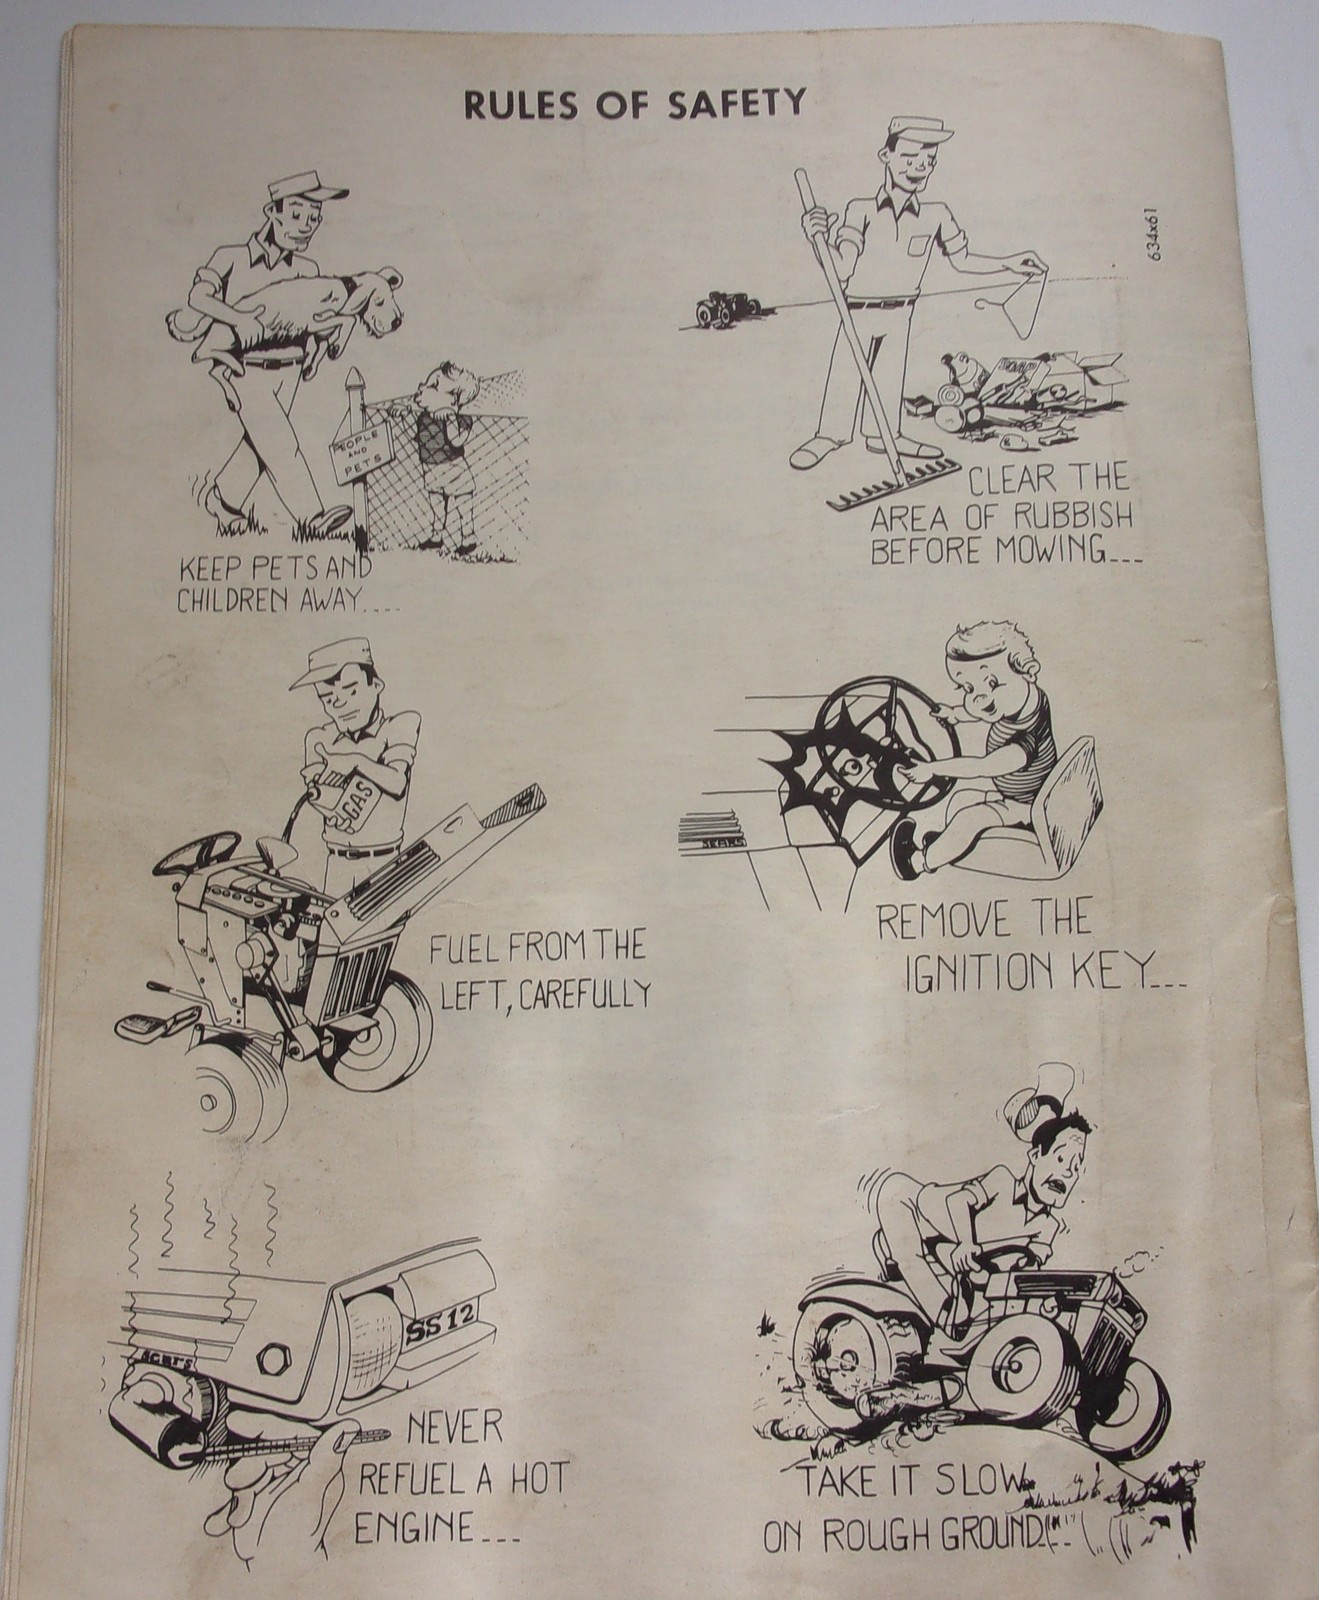 RULES OF SAFETY
634x61
PEOPLE
AND
PETS
KEEP PETS AND
CHILDREN AWAY....
CLEAR THE
AREA OF RUBBISH
BEFORE MOWING---
GAS
FUEL FROM THE
LEFT, CAREFULLY
SEARS
REMOVE THE
IGNITION KEY---
SS12
sears
NEVER
REFUEL A HOT
ENGINE---
TAKE IT SLOW
ON ROUGH GROUND---